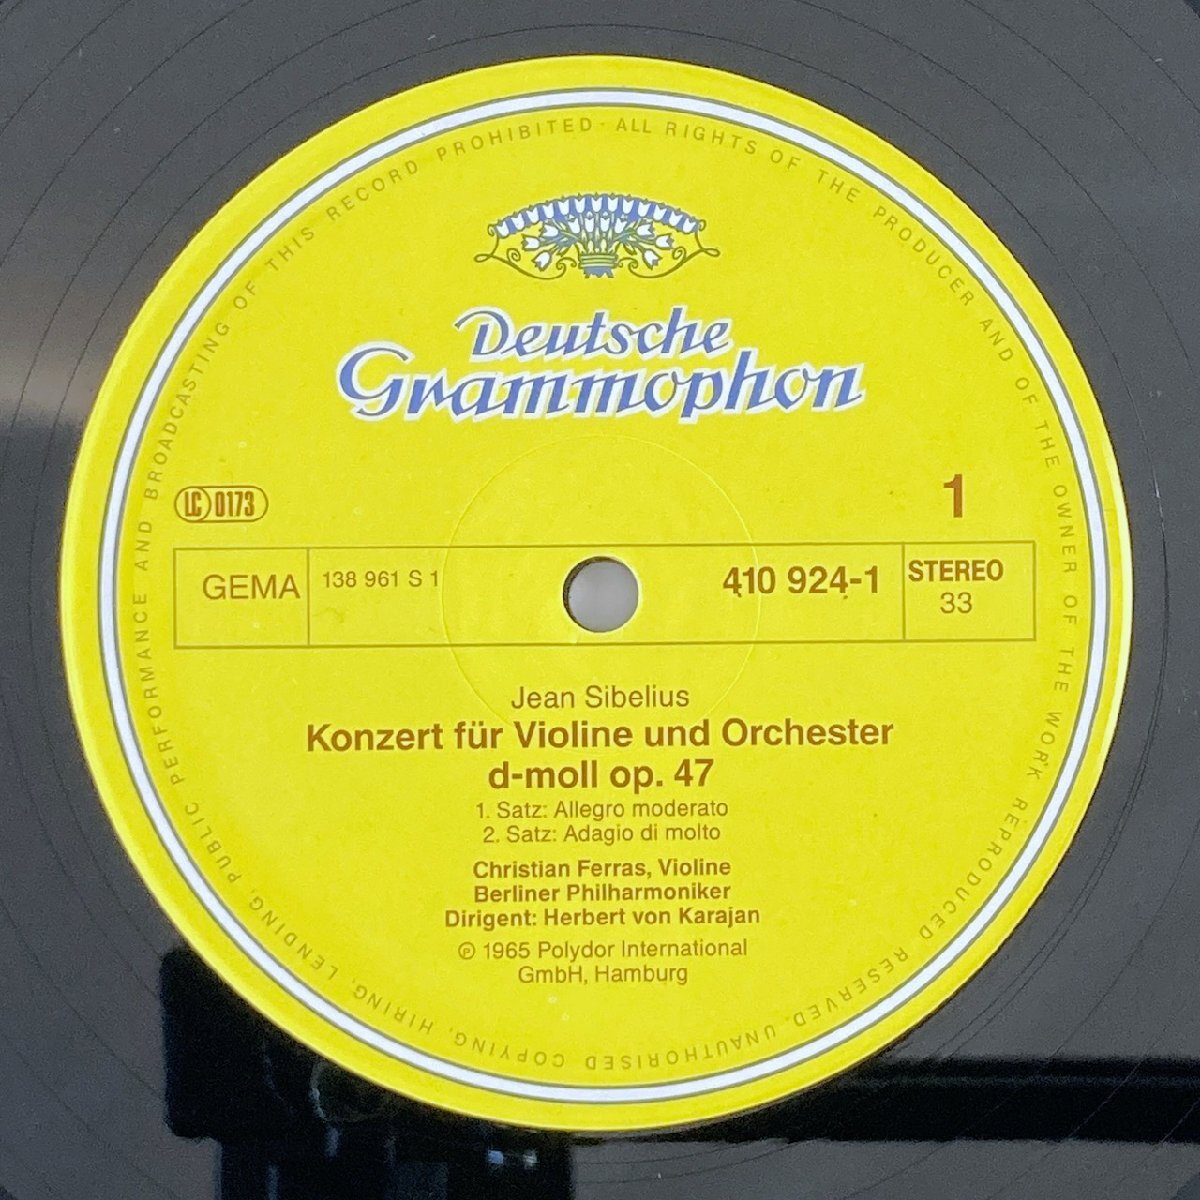 Deutsche
Grammophon
LC 0173
1
GEMA
138 961 S 1
410 924-1
STEREO
33
Jean Sibelius
Konzert für Violine und Orchester
d-moll op. 47
1. Satz: Allegro moderato
2. Satz: Adagio di molto
Christian Ferras, Violine
Berliner Philharmoniker
Dirigent: Herbert von Karajan
℗ 1965 Polydor International
GmbH, Hamburg
ALL RIGHTS OF THE PRODUCER AND OF THE OWNER OF THE WORK REPRODUCED RESERVED. UNAUTHORISED COPYING, HIRING, LENDING, PUBLIC PERFORMANCE AND BROADCASTING OF THIS RECORD PROHIBITED ·